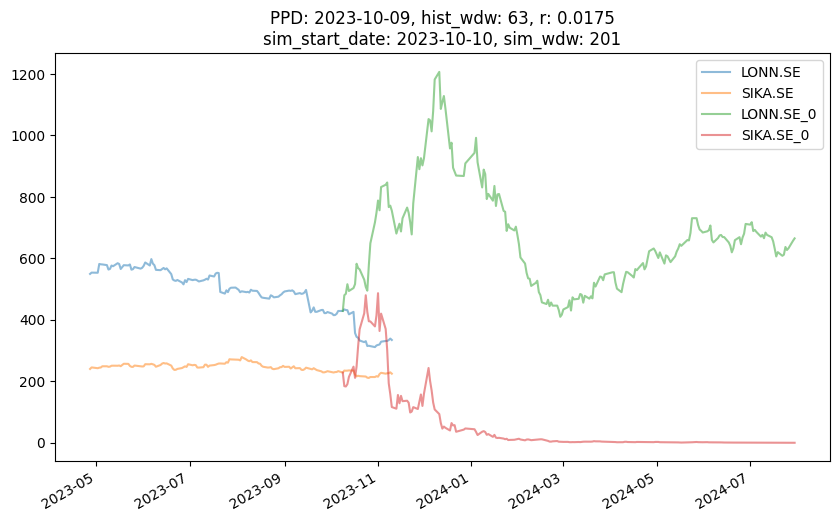 PPD: 2023-10-09, hist_wdw: 63, r: 0.0175
sim_start_date: 2023-10-10, sim_wdw: 201
LONN.SE
SIKA.SE
LONN.SE_0
SIKA.SE_0
1200
1000
800
600
400
200
0
2023-05
2023-07
2023-09
2023-11
2024-01
2024-03
2024-05
2024-07